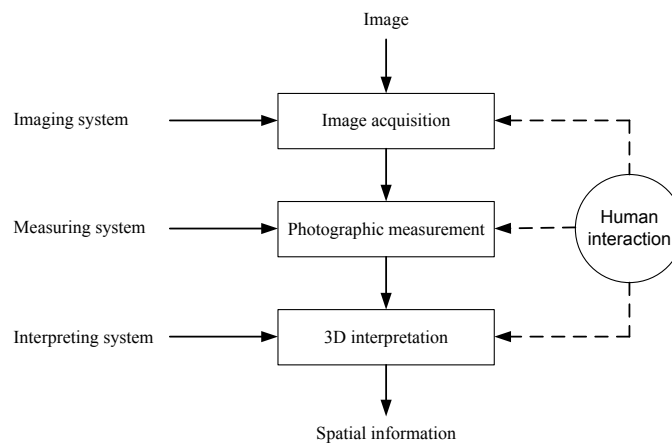 Image
Imaging system
Image acquisition
Measuring system
Photographic measurement
Human
interaction
Interpreting system
3D interpretation
Spatial information